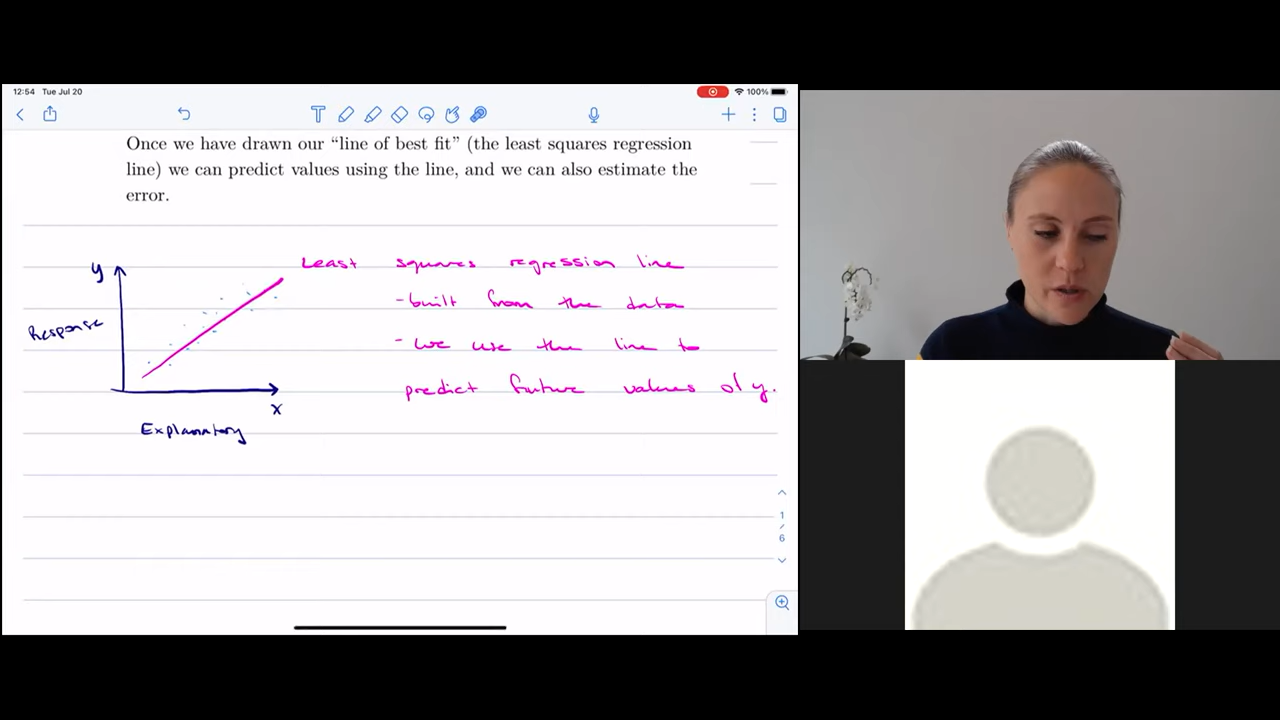 12:54 Tue Jul 20
100%
T
Once we have drawn our “line of best fit” (the least squares regression
line) we can predict values using the line, and we can also estimate the
error.
y
Least squares regression line
- built from the data
Response
- we use the line to
predict future values of y.
x
Explanatory
1
/
6